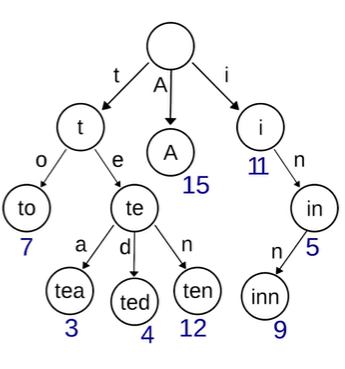 t A i
t A i
15 11
o e n
to te in
7 5
a d n n
tea ted ten inn
3 4 12 9